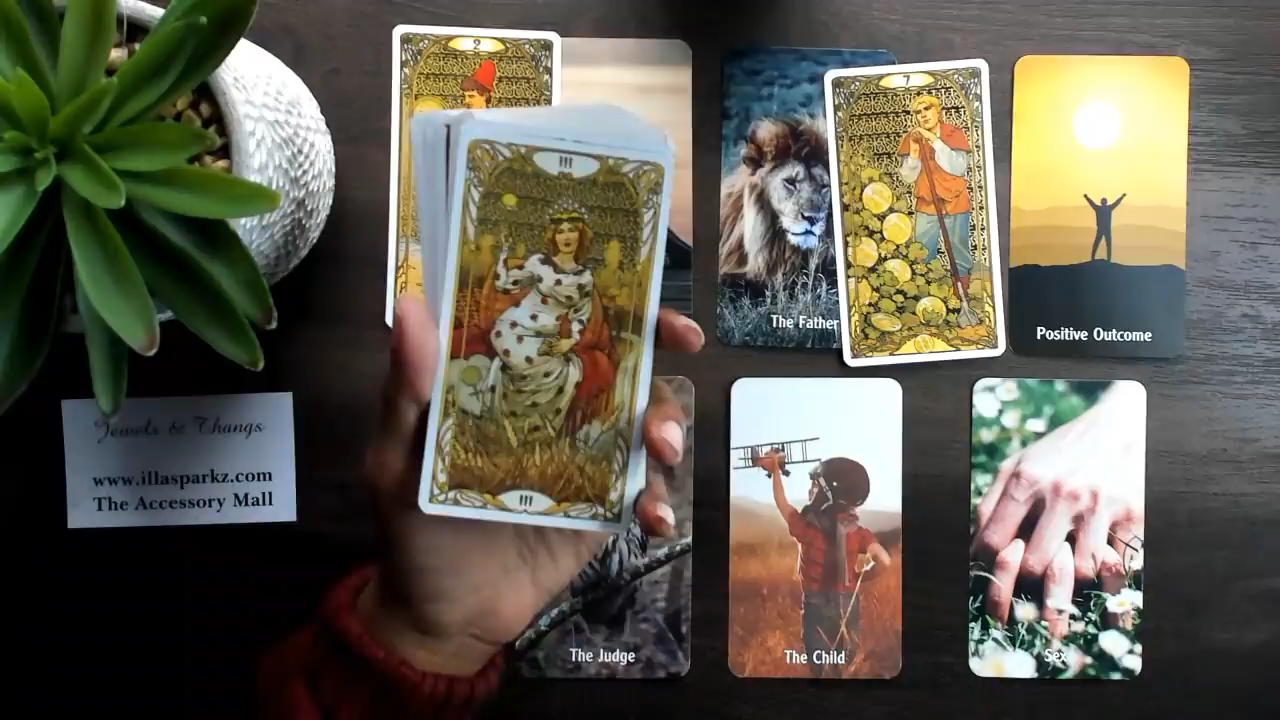 2
7
III
The Father
Positive Outcome
III
Jewels & Thangs
www.illasparkz.com
The Accessory Mall
The Judge
The Child
Sex